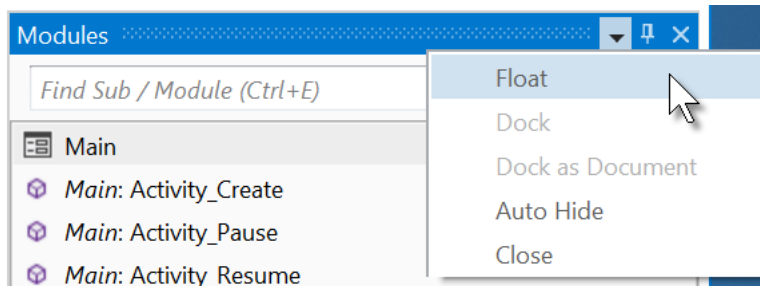 Modules
Find Sub / Module (Ctrl+E)
Main
Main: Activity_Create
Main: Activity_Pause
Main: Activity_Resume
Float
Dock
Dock as Document
Auto Hide
Close